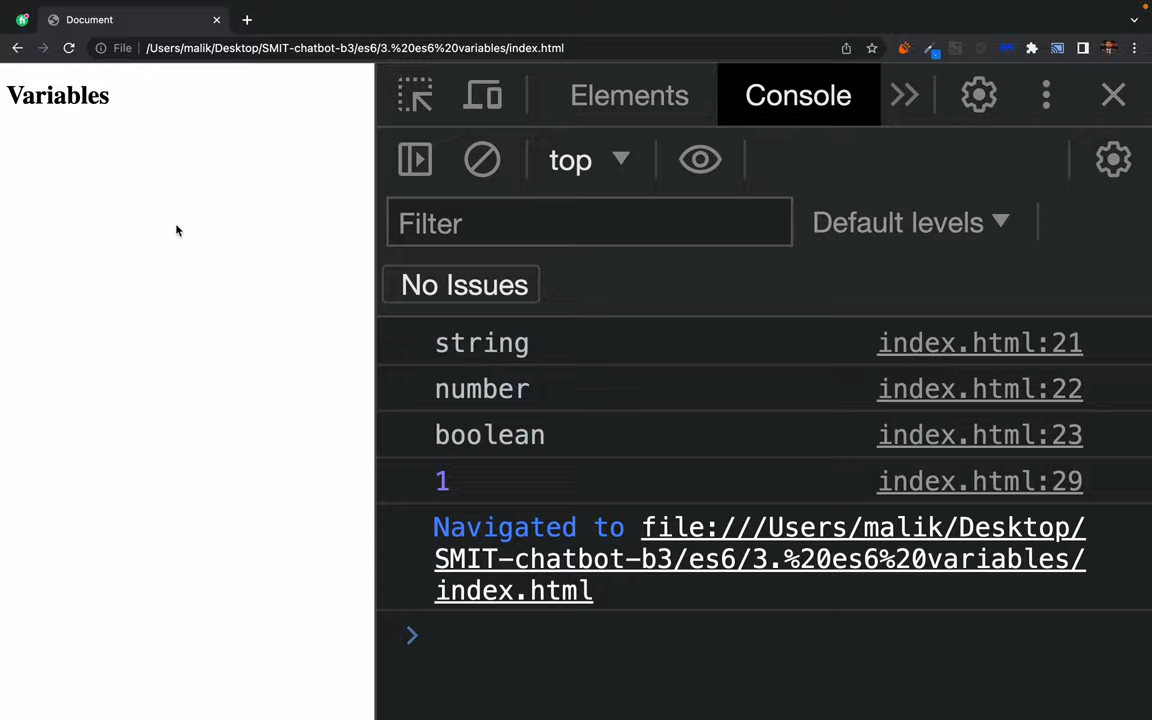 Document
File
/Users/malik/Desktop/SMIT-chatbot-b3/es6/3.%20es6%20variables/index.html
Variables
Elements
Console
top
Filter
Default levels
No Issues
string index.html:21
number index.html:22
boolean index.html:23
1 index.html:29
Navigated to file:///Users/malik/Desktop/
SMIT-chatbot-b3/es6/3.%20es6%20variables/
index.html